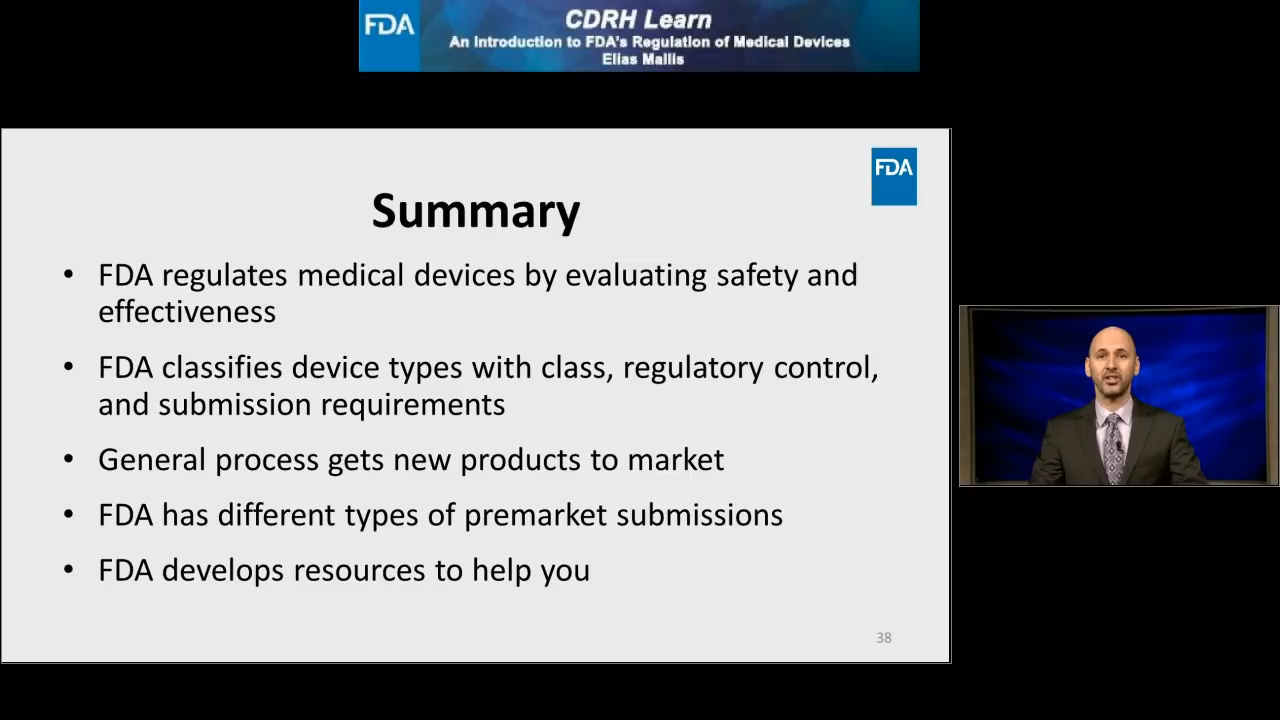 FDA
CDRH Learn
An Introduction to FDA's Regulation of Medical Devices
Elias Mallis
FDA
Summary
• FDA regulates medical devices by evaluating safety and
effectiveness
• FDA classifies device types with class, regulatory control,
and submission requirements
• General process gets new products to market
• FDA has different types of premarket submissions
• FDA develops resources to help you
38